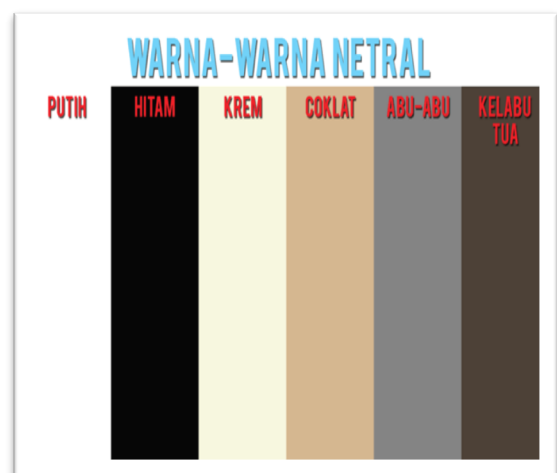 WARNA-WARNA NETRAL
PUTIH
HITAM
KREM
COKLAT
ABU-ABU
KELABU
TUA